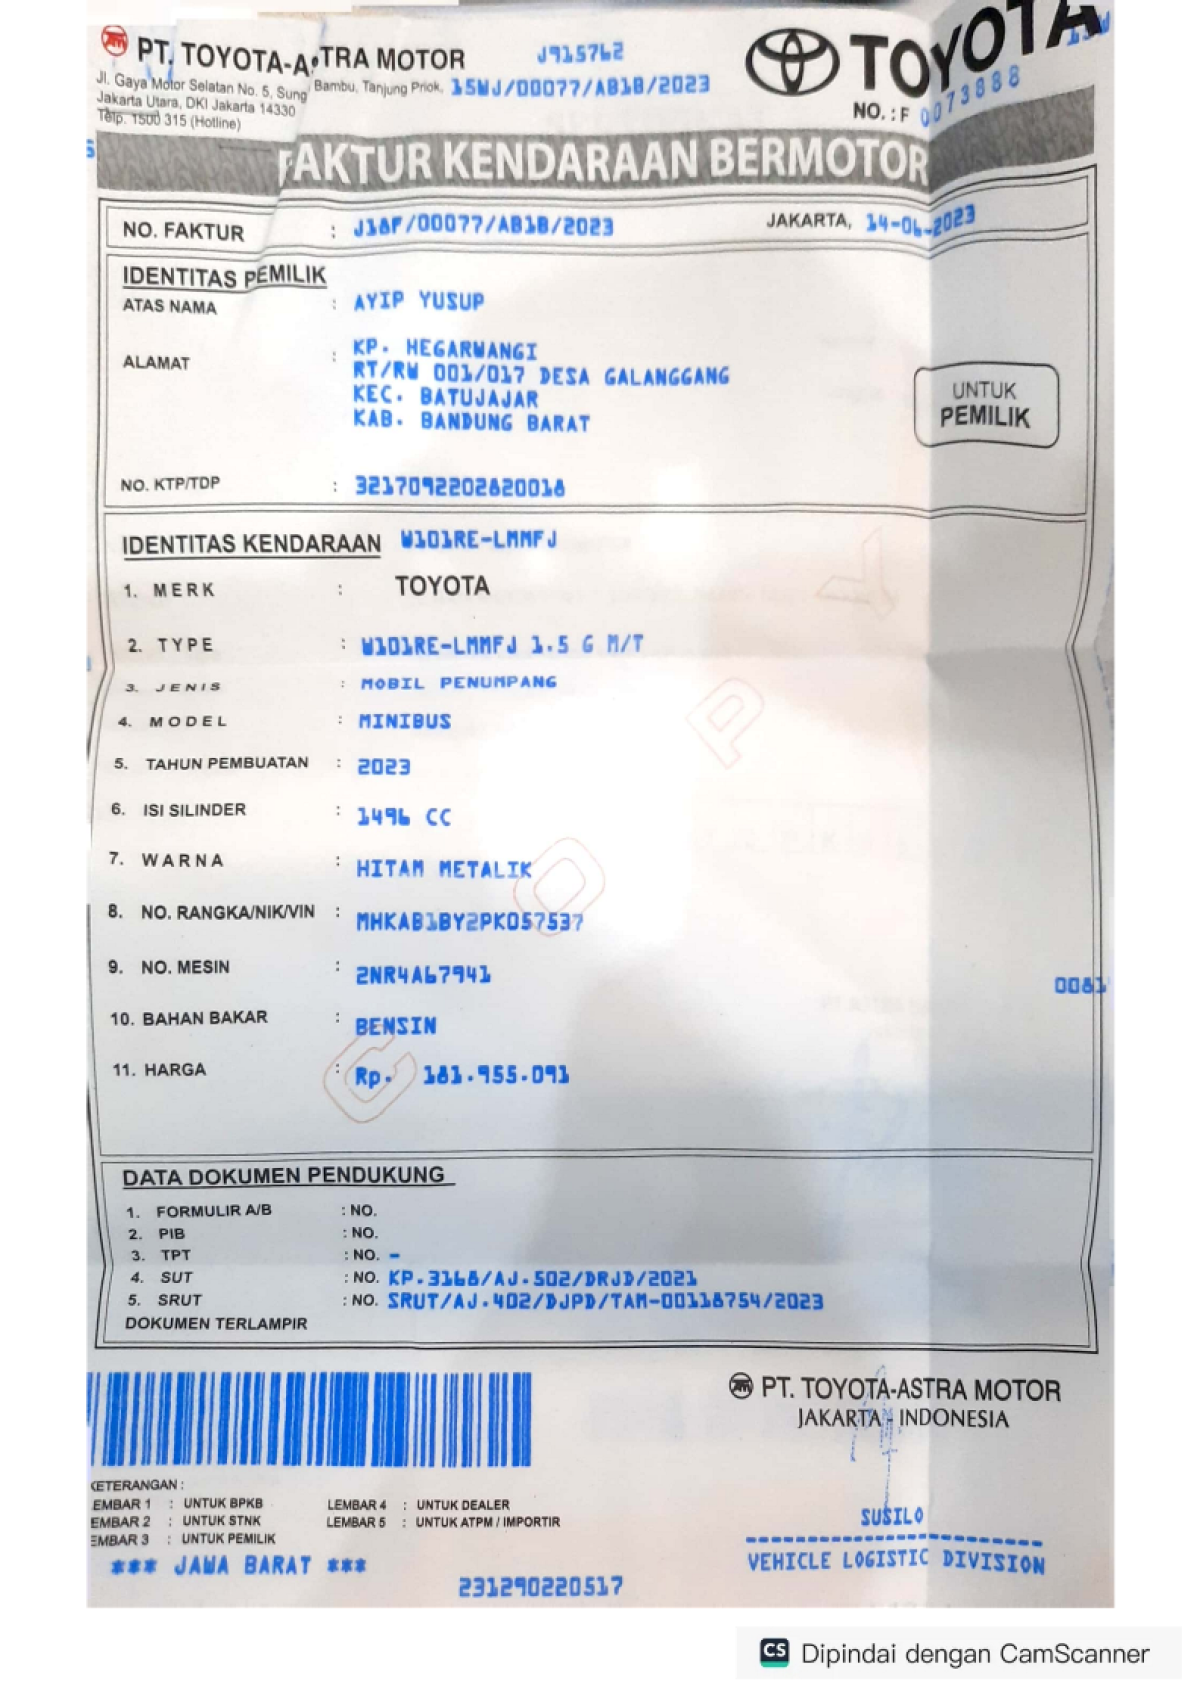 PT. TOYOTA-ASTRA MOTOR
Jl. Gaya Motor Selatan No. 5, Sung Bambu, Tanjung Priok,
Jakarta Utara, DKI Jakarta 14330
Telp. 1500 315 (Hotline)
J915762
15WJ/00077/AB1B/2023
TOYOTA
NO. : F 0073888
FAKTUR KENDARAAN BERMOTOR
NO. FAKTUR : J18F/00077/AB1B/2023
JAKARTA, 14-06-2023
IDENTITAS PEMILIK
ATAS NAMA : AYIP YUSUP
ALAMAT : KP. HEGARWANGI
RT/RW 001/017 DESA GALANGGANG
KEC. BATUJAJAR
KAB. BANDUNG BARAT
UNTUK
PEMILIK
NO. KTP/TDP : 3217092202820018
IDENTITAS KENDARAAN W101RE-LMMFJ
1. MERK : TOYOTA
2. TYPE : W101RE-LMMFJ 1.5 G M/T
3. JENIS : MOBIL PENUMPANG
4. MODEL : MINIBUS
5. TAHUN PEMBUATAN : 2023
6. ISI SILINDER : 1496 CC
7. WARNA : HITAM METALIK
8. NO. RANGKA/NIK/VIN : MHKAB1BY2PK057537
9. NO. MESIN : 2NR4A67941
0081
10. BAHAN BAKAR : BENSIN
11. HARGA : Rp. 181.955.091
COPY
DATA DOKUMEN PENDUKUNG
1. FORMULIR A/B : NO.
2. PIB : NO.
3. TPT : NO. -
4. SUT : NO. KP.3168/AJ.502/DRJD/2021
5. SRUT : NO. SRUT/AJ.402/DJPD/TAM-00118754/2023
DOKUMEN TERLAMPIR
PT. TOYOTA-ASTRA MOTOR
JAKARTA - INDONESIA
KETERANGAN :
EMBAR 1 : UNTUK BPKB
EMBAR 2 : UNTUK STNK
EMBAR 3 : UNTUK PEMILIK
LEMBAR 4 : UNTUK DEALER
LEMBAR 5 : UNTUK ATPM / IMPORTIR
SUSILO
VEHICLE LOGISTIC DIVISION
*** JAWA BARAT ***
231290220517
CS Dipindai dengan CamScanner